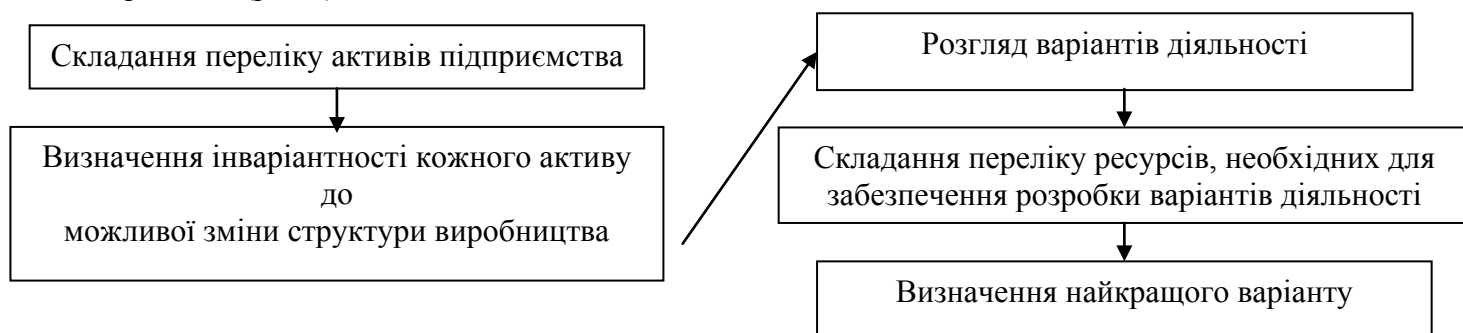 Складання переліку активів підприємства
Визначення інваріантності кожного активу
до
можливої зміни структури виробництва
Розгляд варіантів діяльності
Складання переліку ресурсів, необхідних для
забезпечення розробки варіантів діяльності
Визначення найкращого варіанту